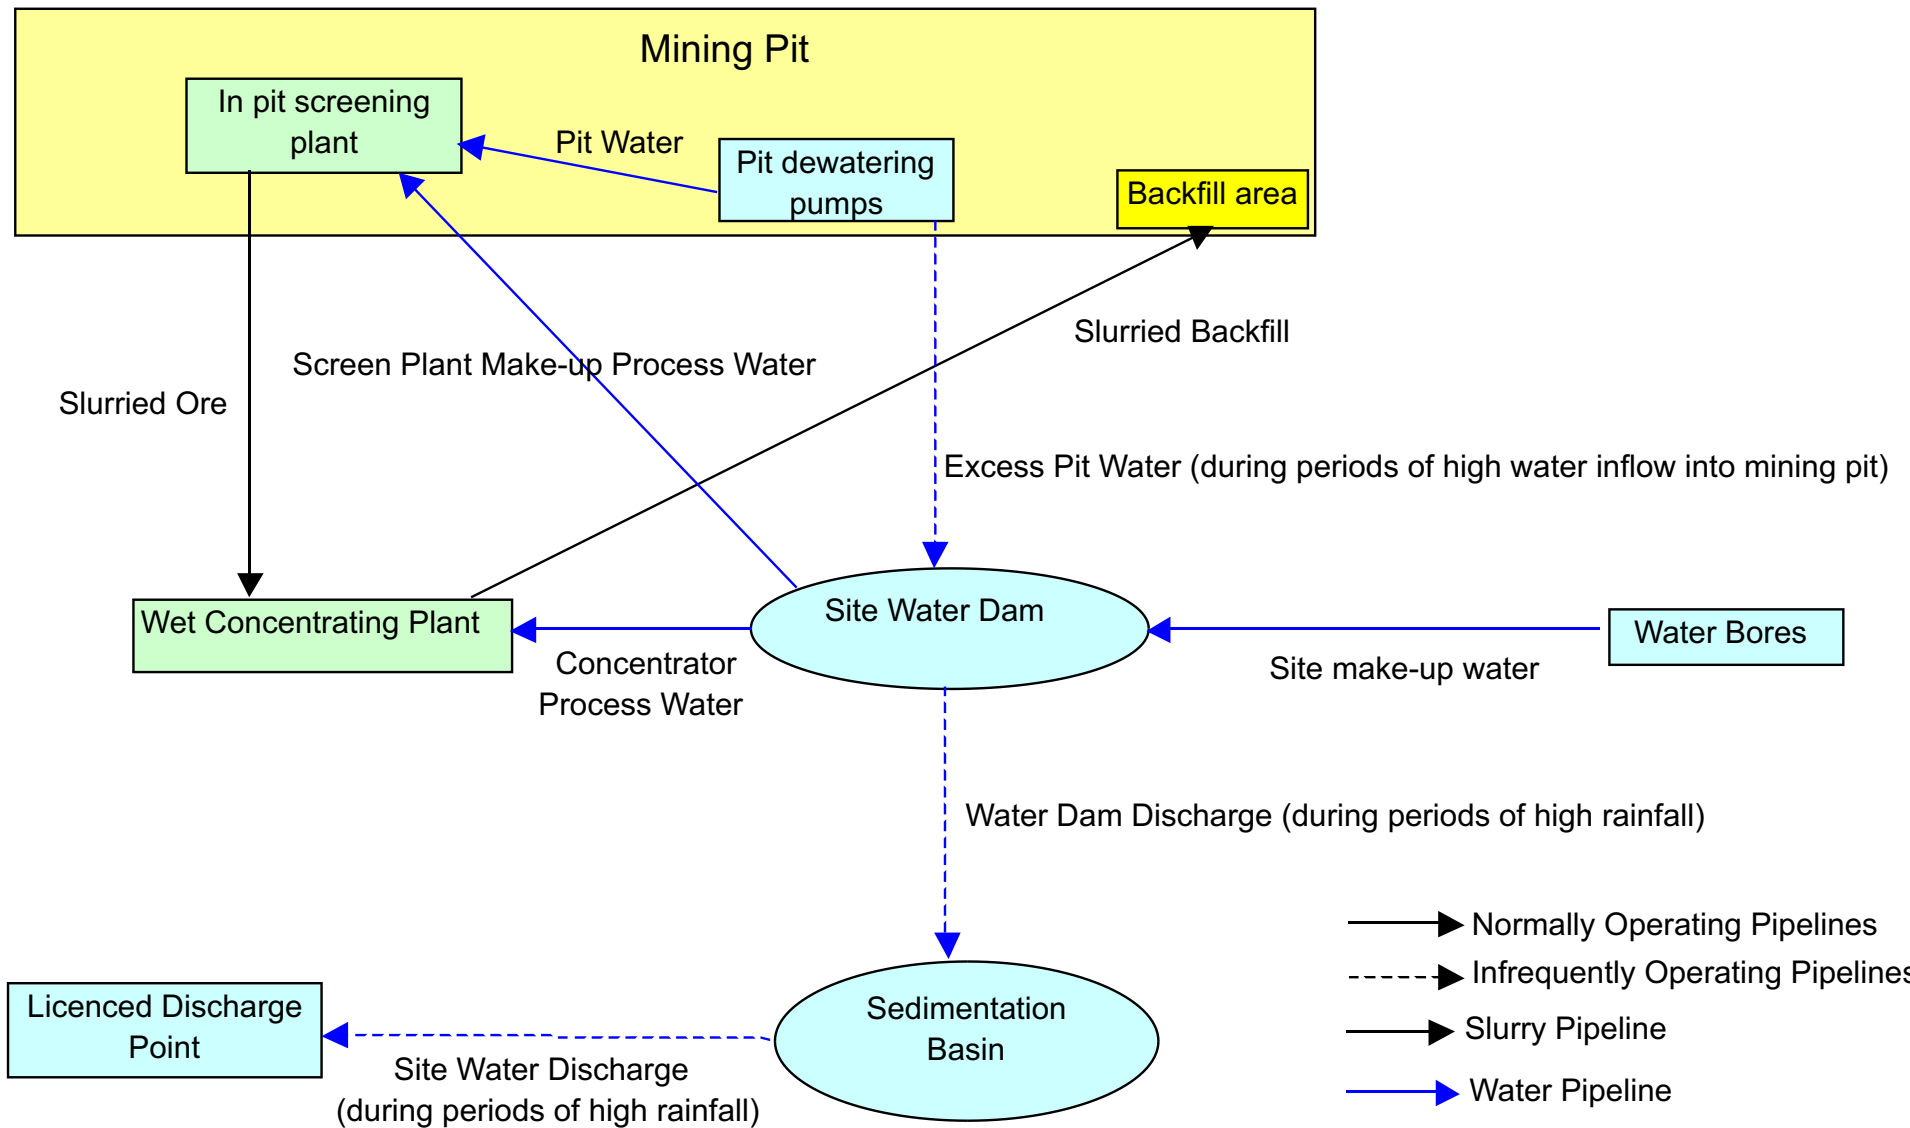 Mining Pit
In pit screening
plant
Pit Water
Pit dewatering
pumps
Backfill area
Slurried Backfill
Screen Plant Make-up Process Water
Slurried Ore
Excess Pit Water (during periods of high water inflow into mining pit)
Wet Concentrating Plant
Site Water Dam
Water Bores
Concentrator
Process Water
Site make-up water
Water Dam Discharge (during periods of high rainfall)
Normally Operating Pipelines
Infrequently Operating Pipelines
Slurry Pipeline
Water Pipeline
Licenced Discharge
Point
Sedimentation
Basin
Site Water Discharge
(during periods of high rainfall)